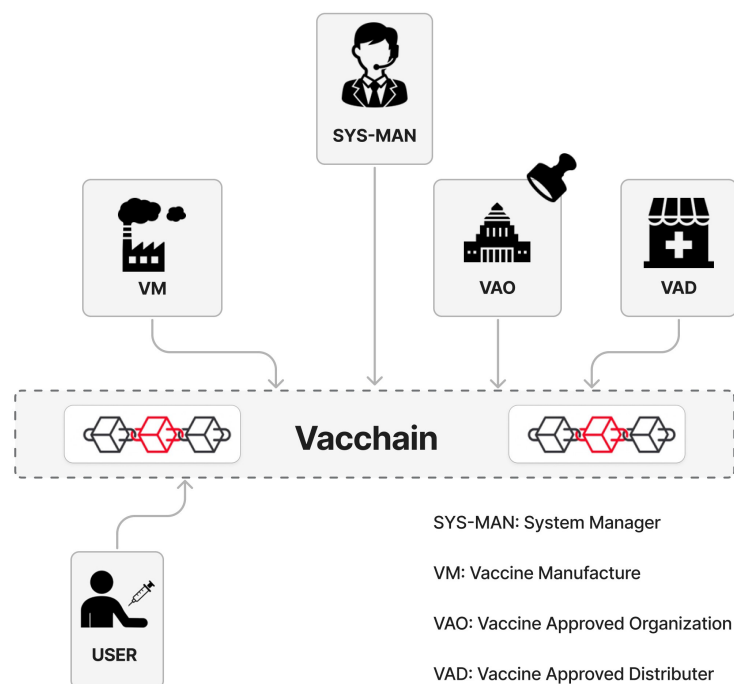 SYS-MAN
VM
VAO
VAD
Vacchain
SYS-MAN: System Manager
VM: Vaccine Manufacture
VAO: Vaccine Approved Organization
VAD: Vaccine Approved Distributer
USER